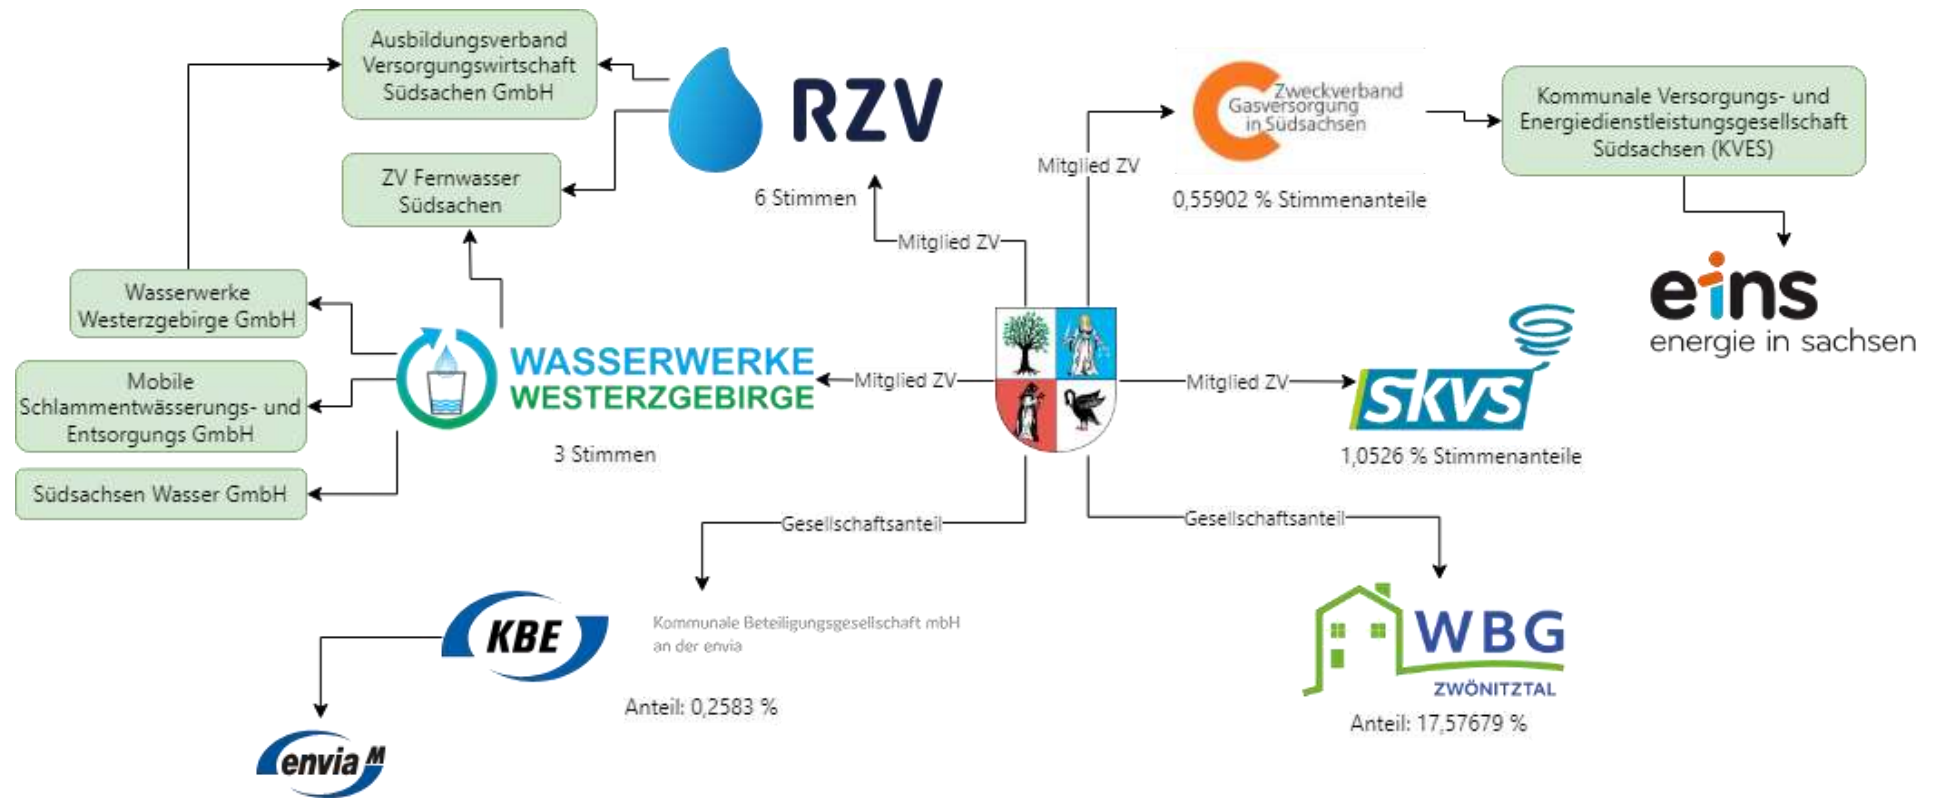 Ausbildungsverband
Versorgungswirtschaft
Südsachen GmbH
RZV
6 Stimmen
ZV Fernwasser
Südsachen
Mitglied ZV
Mitglied ZV
Zweckverband
Gasversorgung
in Südsachsen
0,55902 % Stimmenanteile
Kommunale Versorgungs- und
Energiedienstleistungsgesellschaft
Südsachsen (KVES)
eins
energie in sachsen
Wasserwerke
Westerzgebirge GmbH
Mobile
Schlammentwässerungs- und
Entsorgungs GmbH
Südsachsen Wasser GmbH
WASSERWERKE
WESTERZGEBIRGE
3 Stimmen
Mitglied ZV
Mitglied ZV
SKVS
1,0526 % Stimmenanteile
Gesellschaftsanteil
Gesellschaftsanteil
KBE
Kommunale Beteiligungsgesellschaft mbH
an der envia
Anteil: 0,2583 %
envia M
WBG
ZWÖNITZTAL
Anteil: 17,57679 %